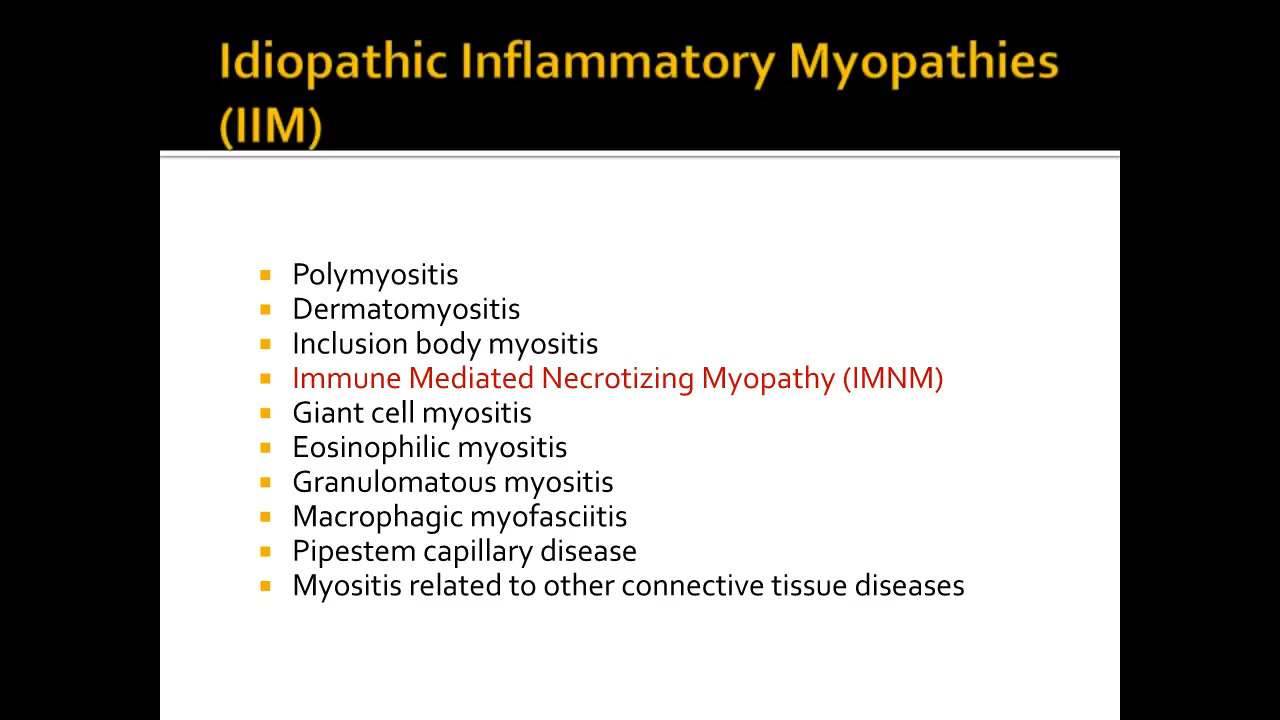 Idiopathic Inflammatory Myopathies
(IIM)
Polymyositis
Dermatomyositis
Inclusion body myositis
Immune Mediated Necrotizing Myopathy (IMNM)
Giant cell myositis
Eosinophilic myositis
Granulomatous myositis
Macrophagic myofasciitis
Pipestem capillary disease
Myositis related to other connective tissue diseases